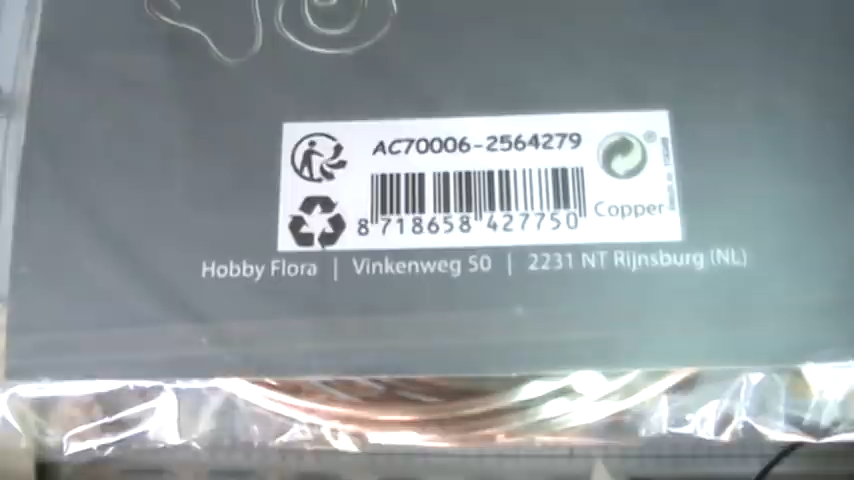 AC70006-2564279
8 718658 427750
Copper
Hobby Flora | Vinkenweg 50 | 2231 NT Rijnsburg (NL)